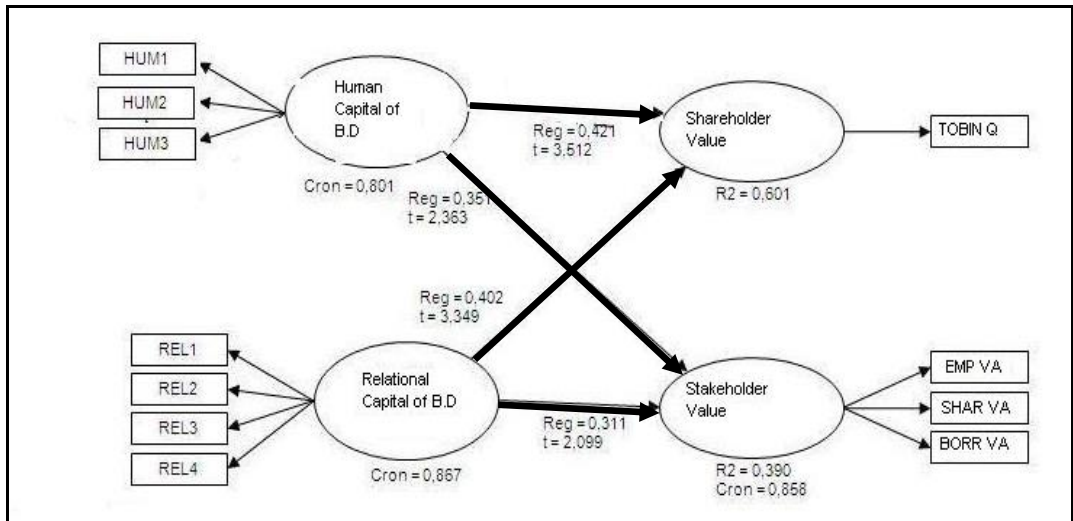 HUM1
HUM2
HUM3
Human
Capital of
B.D
Cron = 0,801
Reg = 0,421
t = 3,512
Shareholder
Value
R2 = 0,601
TOBIN Q
Reg = 0,351
t = 2,363
Reg = 0,402
t = 3,349
REL1
REL2
REL3
REL4
Relational
Capital of B.D
Cron = 0,867
Reg = 0,311
t = 2,099
Stakeholder
Value
R2 = 0,390
Cron = 0,858
EMP VA
SHAR VA
BORR VA